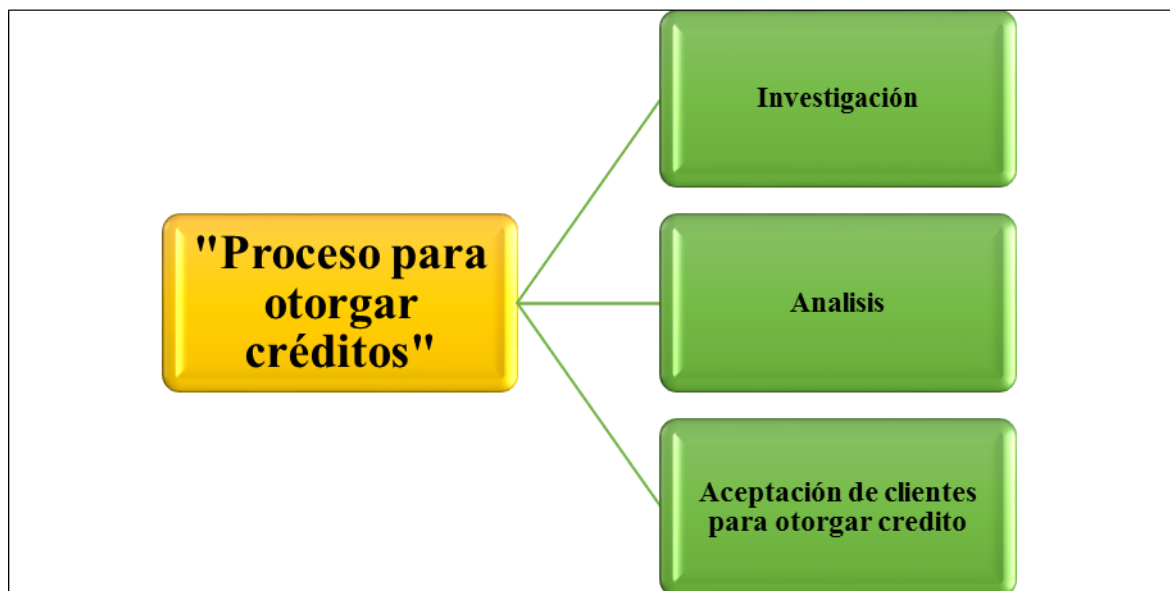 "Proceso para
otorgar
créditos"
Investigación
Analisis
Aceptación de clientes
para otorgar credito